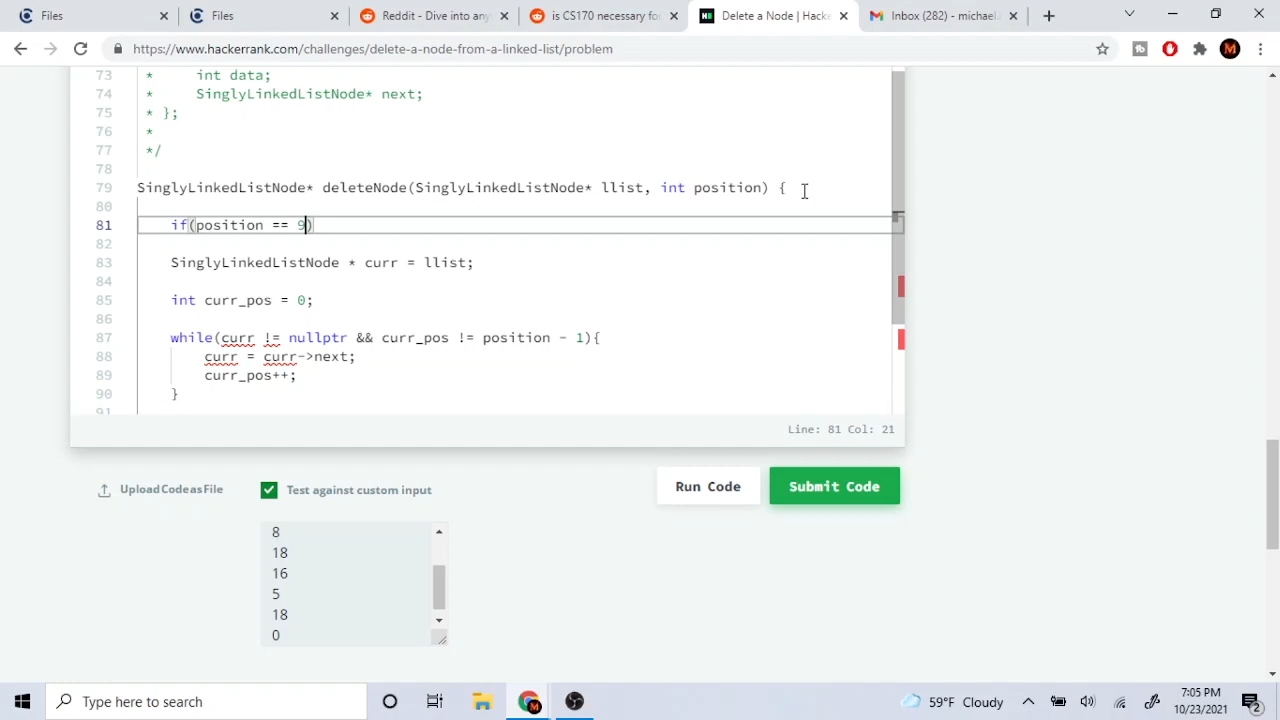 Files
Files
Reddit - Dive into any
is CS170 necessary fo
Delete a Node | Hacke
Inbox (282) - michaela
https://www.hackerrank.com/challenges/delete-a-node-from-a-linked-list/problem
73 * int data;
74 * SinglyLinkedListNode* next;
75 * };
76 *
77 */
78
79 SinglyLinkedListNode* deleteNode(SinglyLinkedListNode* llist, int position) {
80
81 if(position == 9)
82
83 SinglyLinkedListNode * curr = llist;
84
85 int curr_pos = 0;
86
87 while(curr != nullptr && curr_pos != position - 1){
88 curr = curr->next;
89 curr_pos++;
90 }
91
Line: 81 Col: 21
Upload Code as File
Test against custom input
Run Code
Submit Code
8
18
16
5
18
0
Type here to search
59°F Cloudy
7:05 PM
10/23/2021
2